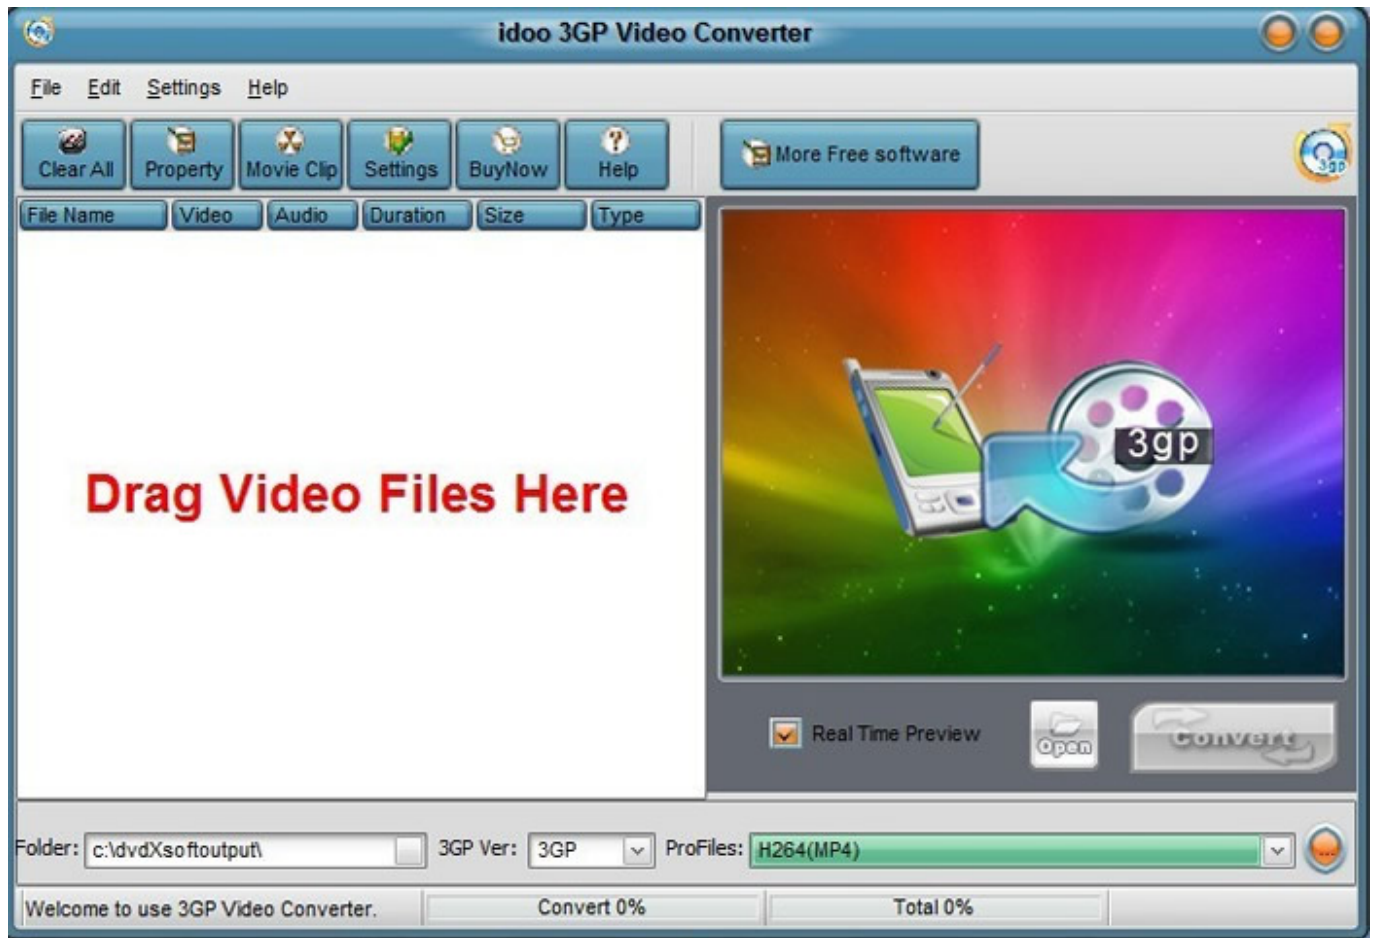 idoo 3GP Video Converter
File Edit Settings Help
Clear All Property Movie Clip Settings BuyNow Help More Free software
3gp
File Name Video Audio Duration Size Type
3gp
Drag Video Files Here
Real Time Preview Open Convert
Folder: c:\dvdXsoftoutput\ 3GP Ver: 3GP ProFiles: H264(MP4)
...
Welcome to use 3GP Video Converter. Convert 0% Total 0%